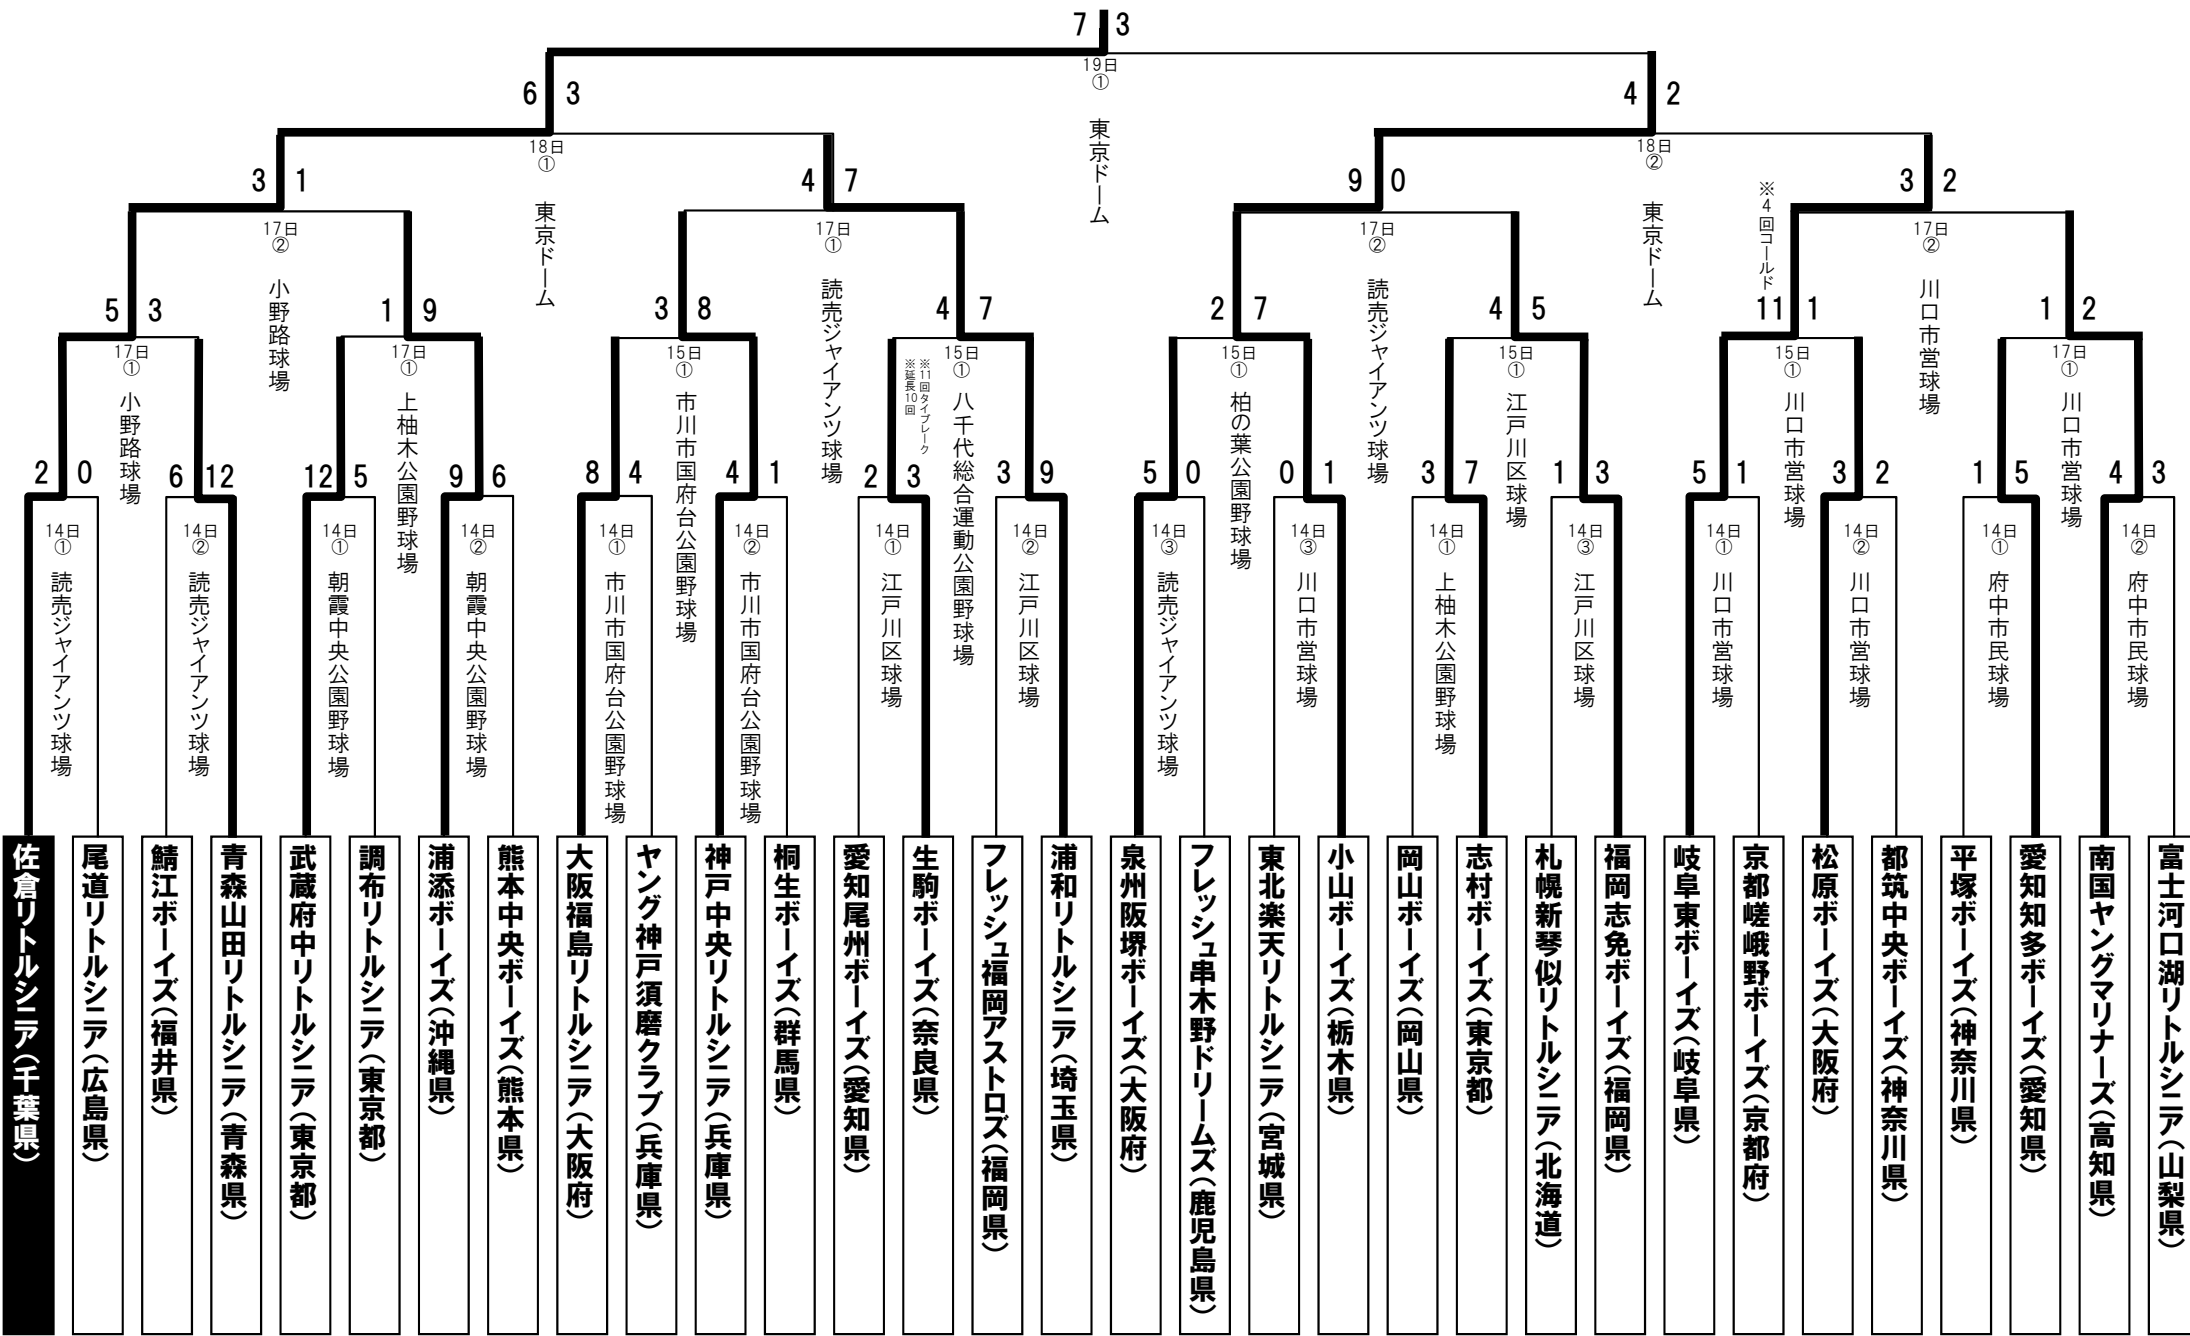 7 3
19日
①
東京ドーム
6 3
18日
①
東京ドーム
4 2
18日
②
東京ドーム
3 1
17日
②
小野路球場
4 7
17日
①
読売ジャイアンツ球場
9 0
17日
②
読売ジャイアンツ球場
3 2
17日
②
川口市営球場
5 3
17日
①
小野路球場
1 9
17日
①
上柚木公園野球場
3 8
15日
①
市川市国府台公園野球場
4 7
15日
①
八千代総合運動公園野球場
※11回タイブレーク
※延長10回
2 7
15日
①
柏の葉公園野球場
4 5
15日
①
江戸川区球場
※4回コールド
11 1
15日
①
川口市営球場
1 2
17日
①
川口市営球場
2 0
14日
①
読売ジャイアンツ球場
6 12
14日
②
読売ジャイアンツ球場
12 5
14日
①
朝霞中央公園野球場
9 6
14日
②
朝霞中央公園野球場
8 4
14日
①
市川市国府台公園野球場
4 1
14日
②
市川市国府台公園野球場
2 3
14日
①
江戸川区球場
3 9
14日
②
江戸川区球場
5 0
14日
③
読売ジャイアンツ球場
0 1
14日
③
川口市営球場
3 7
14日
①
上柚木公園野球場
1 3
14日
③
江戸川区球場
5 1
14日
①
川口市営球場
3 2
14日
②
川口市営球場
1 5
14日
①
府中市民球場
4 3
14日
②
府中市民球場
佐倉リトルシニア(千葉県)
尾道リトルシニア(広島県)
鯖江ボーイズ(福井県)
青森山田リトルシニア(青森県)
武蔵府中リトルシニア(東京都)
調布リトルシニア(東京都)
浦添ボーイズ(沖縄県)
熊本中央ボーイズ(熊本県)
大阪福島リトルシニア(大阪府)
ヤング神戸須磨クラブ(兵庫県)
神戸中央リトルシニア(兵庫県)
桐生ボーイズ(群馬県)
愛知尾州ボーイズ(愛知県)
生駒ボーイズ(奈良県)
フレッシュ福岡アストロズ(福岡県)
浦和リトルシニア(埼玉県)
泉州阪堺ボーイズ(大阪府)
フレッシュ串木野ドリームズ(鹿児島県)
東北楽天リトルシニア(宮城県)
小山ボーイズ(栃木県)
岡山ボーイズ(岡山県)
志村ボーイズ(東京都)
札幌新琴似リトルシニア(北海道)
福岡志免ボーイズ(福岡県)
岐阜東ボーイズ(岐阜県)
京都嵯峨野ボーイズ(京都府)
松原ボーイズ(大阪府)
都筑中央ボーイズ(神奈川県)
平塚ボーイズ(神奈川県)
愛知知多ボーイズ(愛知県)
南国ヤングマリナーズ(高知県)
富士河口湖リトルシニア(山梨県)